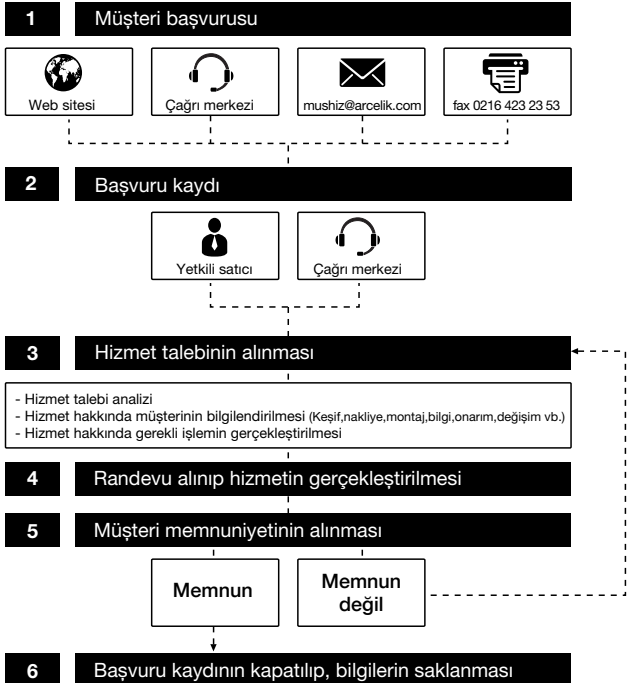 1 Müşteri başvurusu
Web sitesi
Çağrı merkezi
mushiz@arcelik.com
fax 0216 423 23 53
2 Başvuru kaydı
Yetkili satıcı
Çağrı merkezi
3 Hizmet talebinin alınması
- Hizmet talebi analizi
- Hizmet hakkında müşterinin bilgilendirilmesi (Keşif,nakliye,montaj,bilgi,onarım,değişim vb.)
- Hizmet hakkında gerekli işlemin gerçekleştirilmesi
4 Randevu alınıp hizmetin gerçekleştirilmesi
5 Müşteri memnuniyetinin alınması
Memnun
Memnun
değil
6 Başvuru kaydının kapatılıp, bilgilerin saklanması